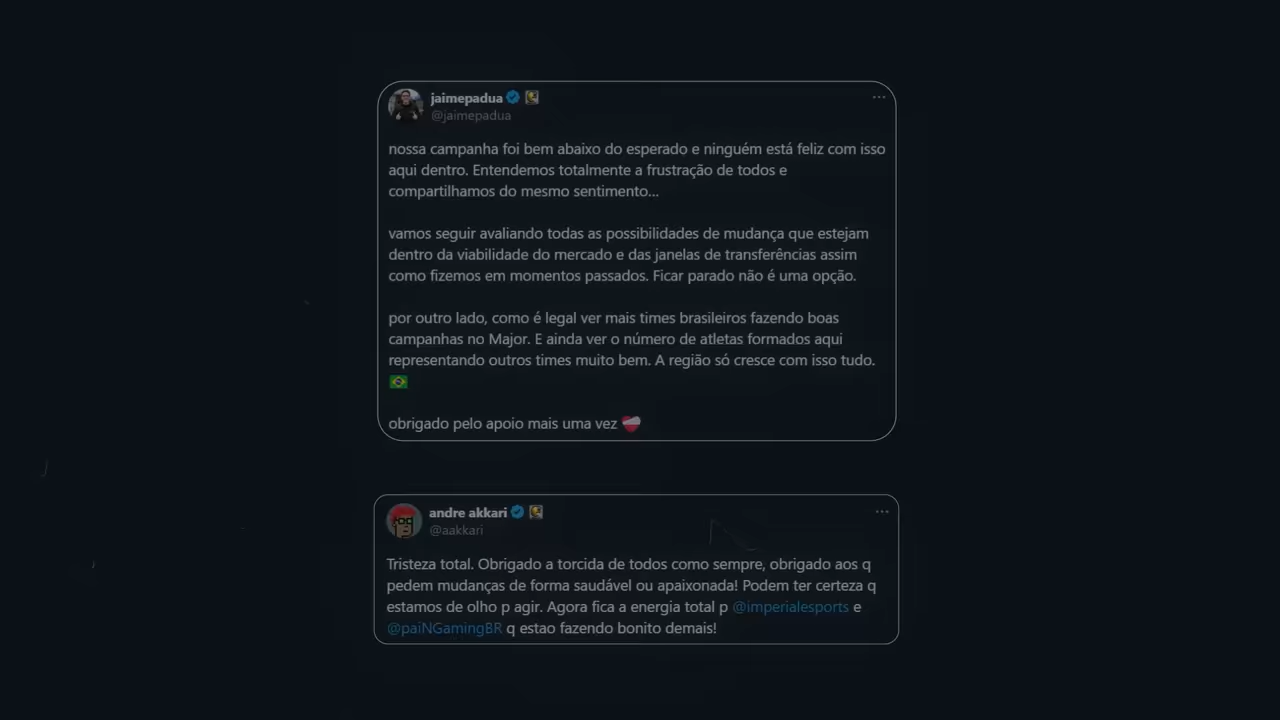 jaimepadua
@jaimepadua
nossa campanha foi bem abaixo do esperado e ninguém está feliz com isso
aqui dentro. Entendemos totalmente a frustração de todos e
compartilhamos do mesmo sentimento...
vamos seguir avaliando todas as possibilidades de mudança que estejam
dentro da viabilidade do mercado e das janelas de transferências assim
como fizemos em momentos passados. Ficar parado não é uma opção.
por outro lado, como é legal ver mais times brasileiros fazendo boas
campanhas no Major. E ainda ver o número de atletas formados aqui
representando outros times muito bem. A região só cresce com isso tudo.
🇧🇷
obrigado pelo apoio mais uma vez
andre akkari
@aakkari
Tristeza total. Obrigado a torcida de todos como sempre, obrigado aos q
pedem mudanças de forma saudável ou apaixonada! Podem ter certeza q
estamos de olho p agir. Agora fica a energia total p @imperialesports e
@paiNGamingBR q estao fazendo bonito demais!